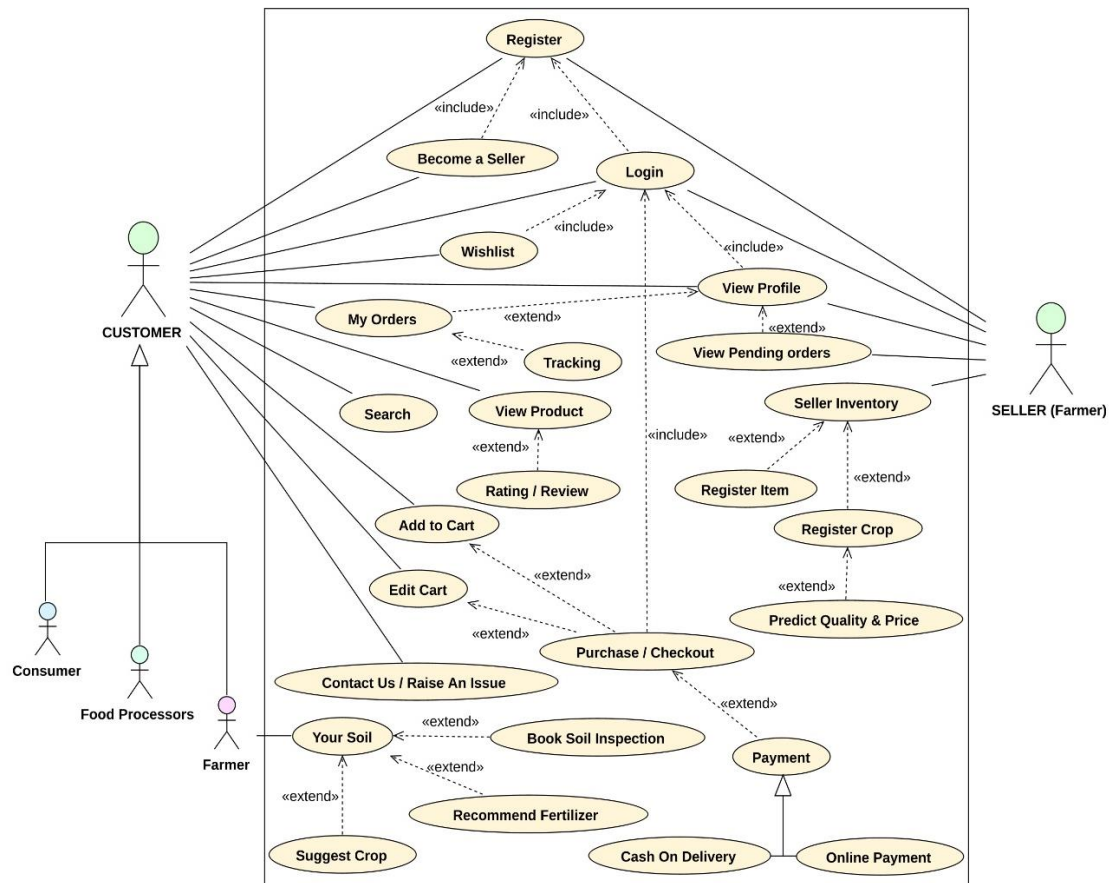 Register
«include»
«include»
Become a Seller
Login
Wishlist
«include»
«include»
View Profile
CUSTOMER
My Orders
«extend»
«extend»
View Pending orders
«extend»
Tracking
Search
View Product
Seller Inventory
SELLER (Farmer)
«extend»
«include»
«extend»
Rating / Review
Register Item
«extend»
Add to Cart
Register Crop
«extend»
Edit Cart
«extend»
«extend»
Predict Quality & Price
Purchase / Checkout
Consumer
Contact Us / Raise An Issue
Food Processors
«extend»
Your Soil
«extend»
Book Soil Inspection
Farmer
Payment
«extend»
«extend»
Recommend Fertilizer
Suggest Crop
Cash On Delivery
Online Payment